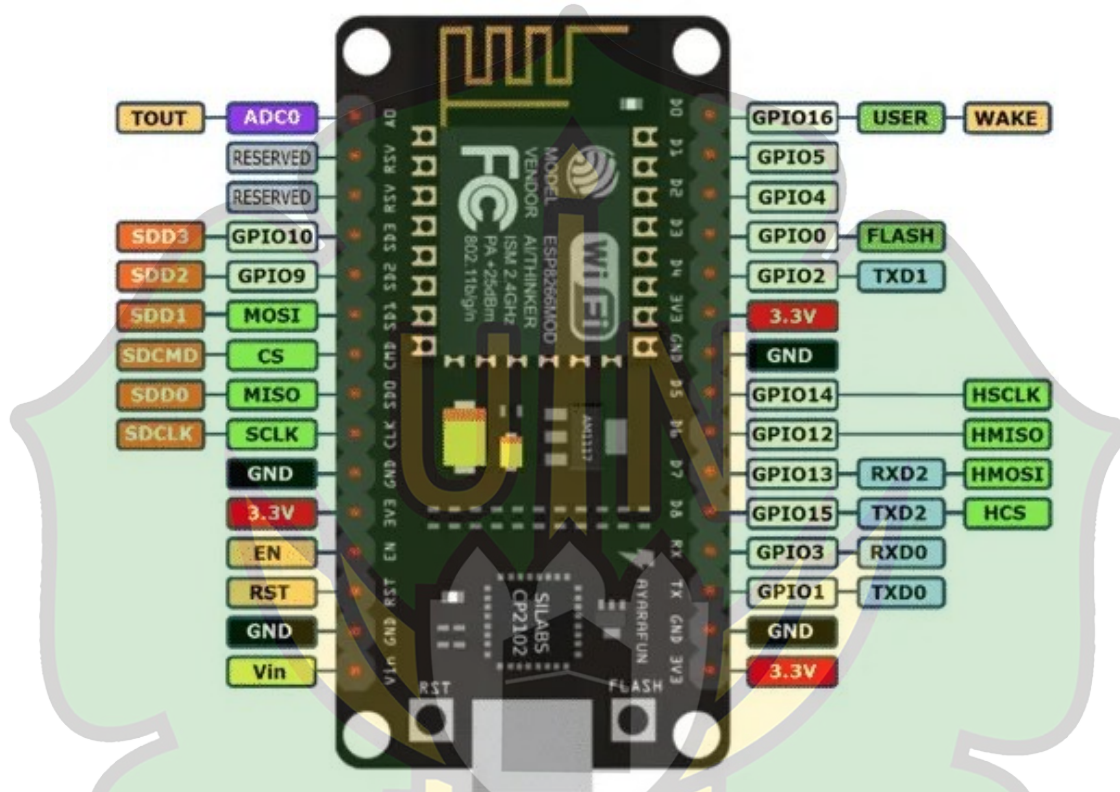 TOUT ADC0 A0 D0 GPIO16 USER WAKE
RESERVED RSV D1 GPIO5
RESERVED RSV D2 GPIO4
SDD3 GPIO10 SD3 D3 GPIO0 FLASH
SDD2 GPIO9 SD2 D4 GPIO2 TXD1
SDD1 MOSI SD1 3V3 3.3V
SDCMD CS CMD GND GND
SDD0 MISO SD0 D5 GPIO14 HSCLK
SDCLK SCLK CLK D6 GPIO12 HMISO
GND GND D7 GPIO13 RXD2 HMOSI
3.3V 3V3 D8 GPIO15 TXD2 HCS
EN EN RX GPIO3 RXD0
RST RST TX GPIO1 TXD0
GND GND GND GND
Vin Vin 3V3 3.3V
FC
MODEL ESP8266MOD
VENDOR AI/THINKER
ISM 2.4GHz
PA +25dBm
802.11b/g/n
WiFi
AM1117
UIN
SILABS
CP2102
AYARAFUN
RST
FLASH